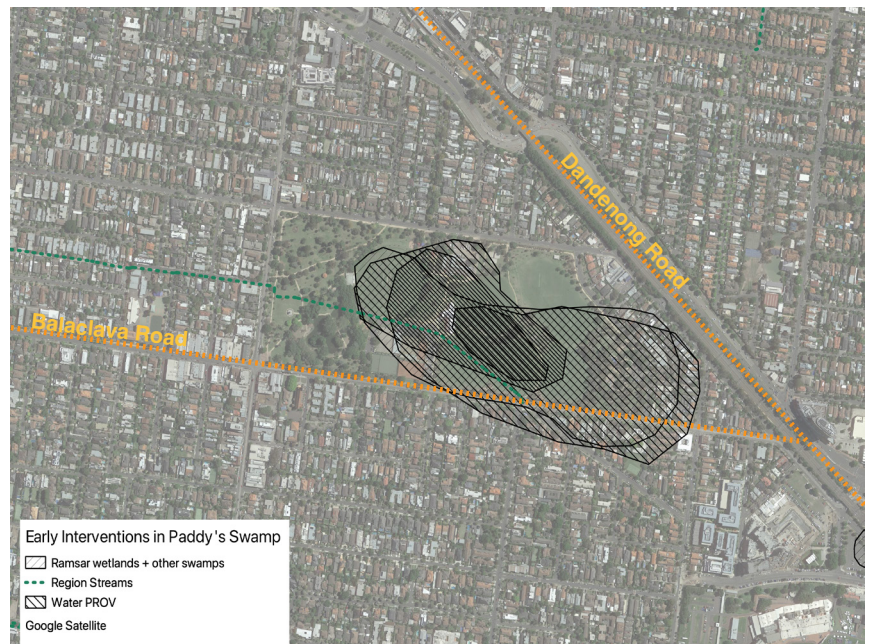 Dandenong Road
Balaclava Road
Early Interventions in Paddy's Swamp
Ramsar wetlands + other swamps
Region Streams
Water PROV
Google Satellite